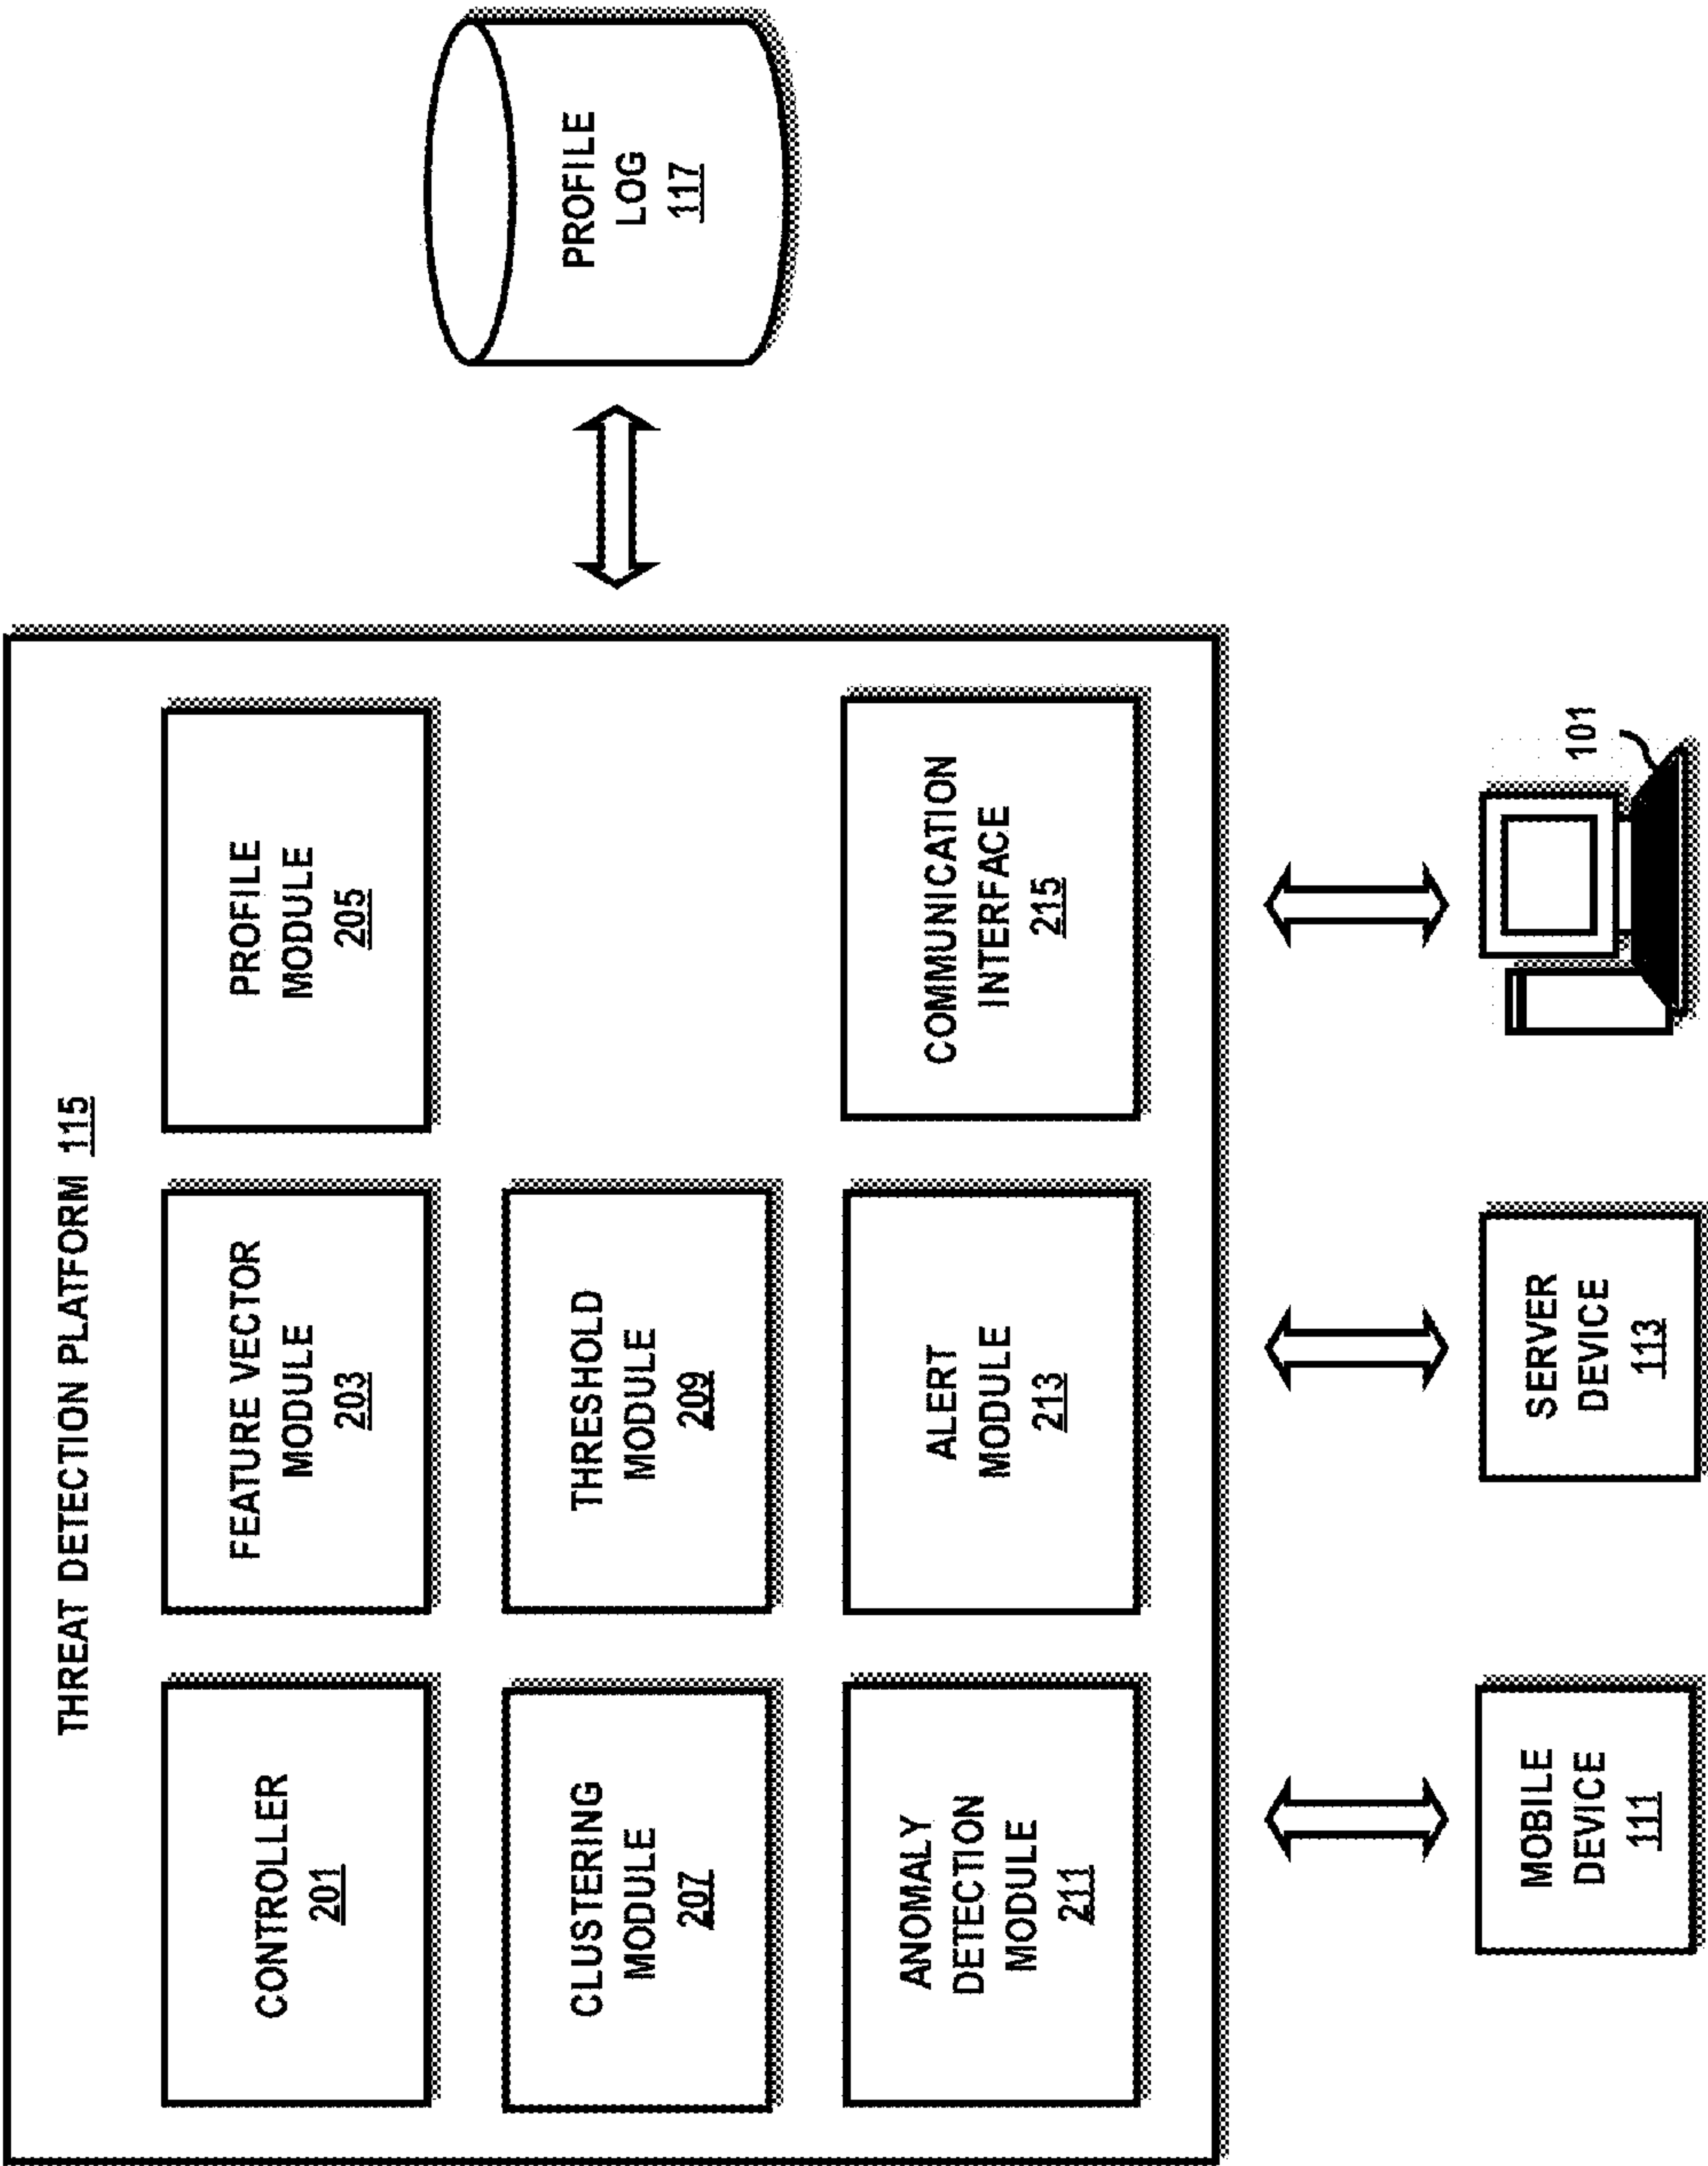 THREAT DETECTION PLATFORM 115
CONTROLLER
201
FEATURE VECTOR
MODULE
203
PROFILE
MODULE
205
CLUSTERING
MODULE
207
THRESHOLD
MODULE
209
ANOMALY
DETECTION
MODULE
211
ALERT
MODULE
213
COMMUNICATION
INTERFACE
215
PROFILE
LOG
117
MOBILE
DEVICE
111
SERVER
DEVICE
113
101